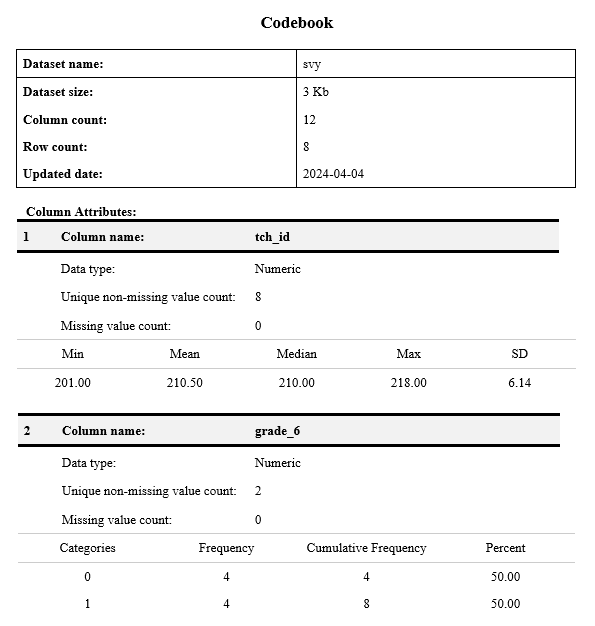 Codebook
Dataset name: svy
Dataset size: 3 Kb
Column count: 12
Row count: 8
Updated date: 2024-04-04
Column Attributes:
1 Column name: tch_id
Data type: Numeric
Unique non-missing value count: 8
Missing value count: 0
Min Mean Median Max SD
201.00 210.50 210.00 218.00 6.14
2 Column name: grade_6
Data type: Numeric
Unique non-missing value count: 2
Missing value count: 0
Categories Frequency Cumulative Frequency Percent
0 4 4 50.00
1 4 8 50.00